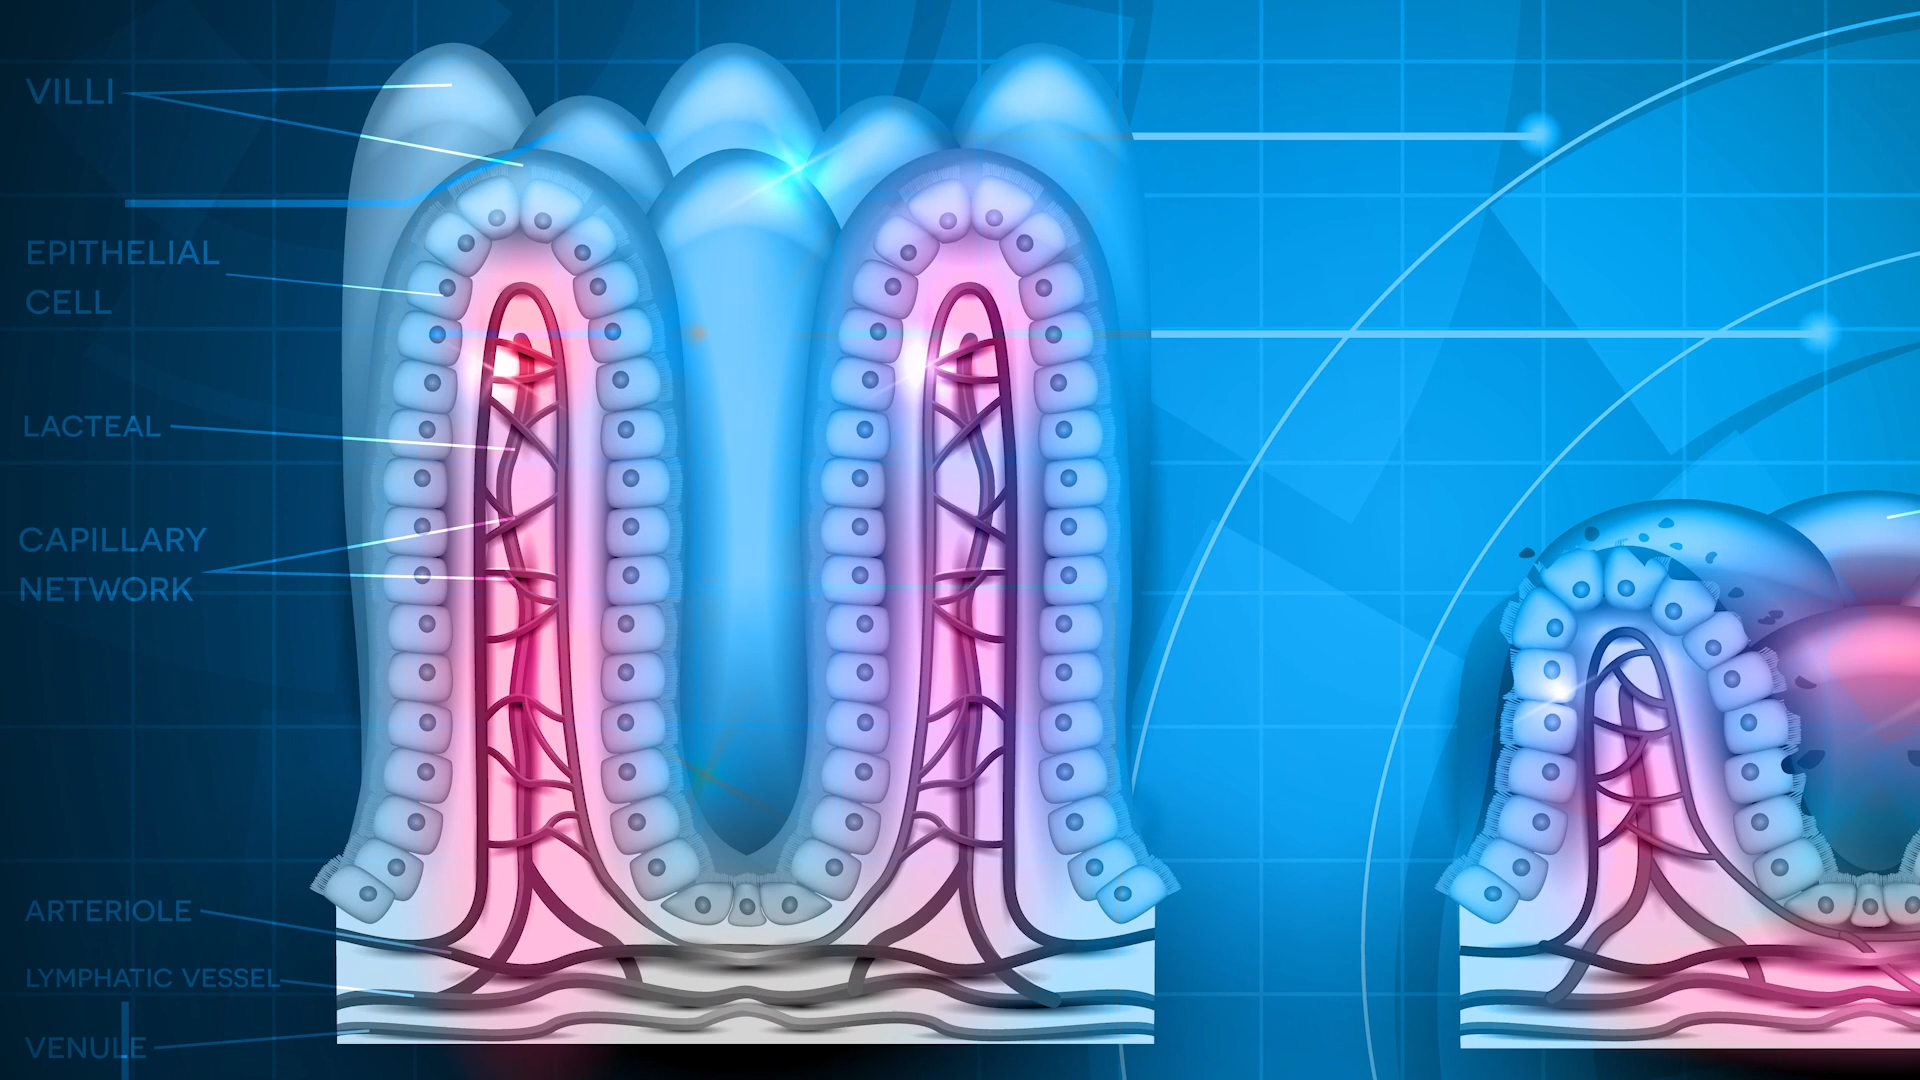 VILLI
EPITHELIAL
CELL
LACTEAL
CAPILLARY
NETWORK
ARTERIOLE
LYMPHATIC VESSEL
VENULE